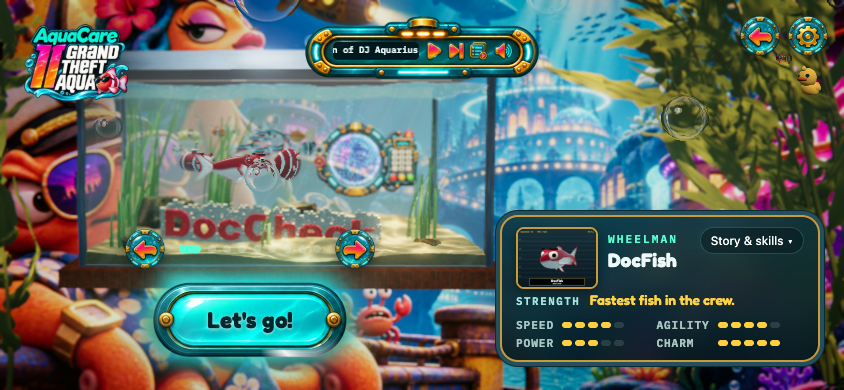 AquaCare
11 GRAND
THEFT
AQUA
n of DJ Aquarius
DocCheck
WHEELMAN
DocFish
Story & skills ▾
STRENGTH Fastest fish in the crew.
SPEED
AGILITY
POWER
CHARM
Let's go!